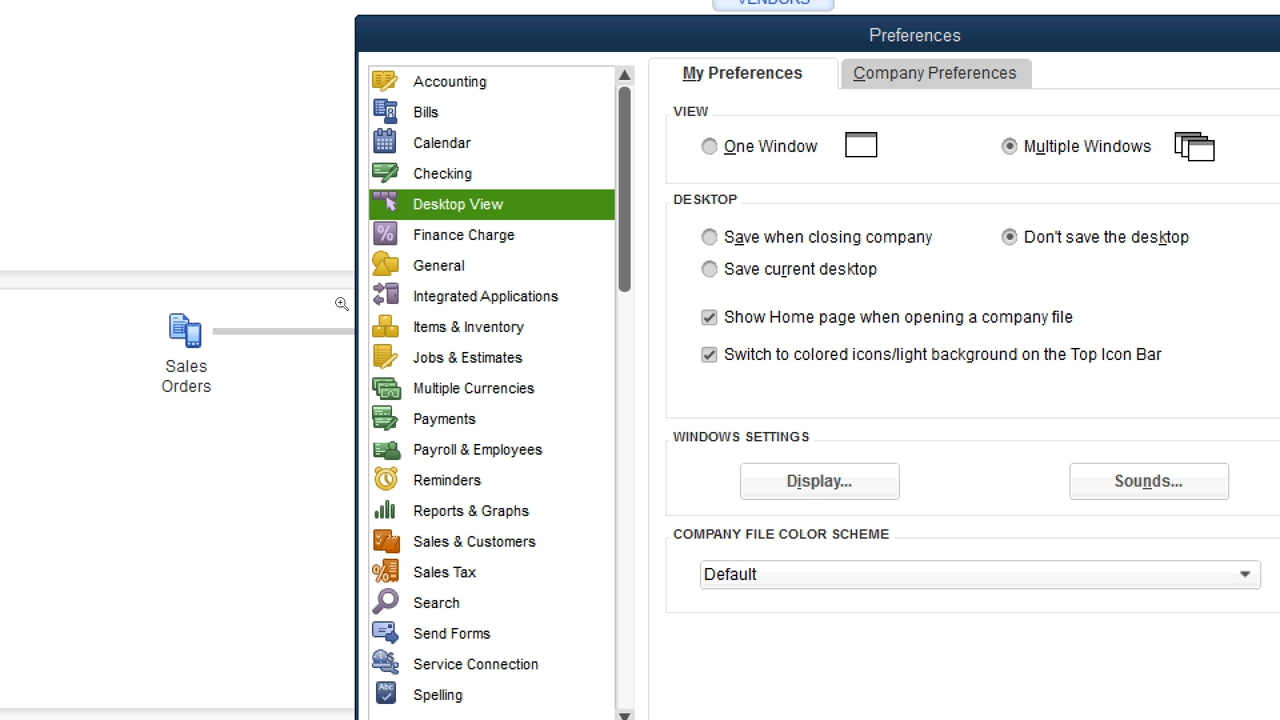 VENDORS
Preferences
Accounting
Bills
Calendar
Checking
Desktop View
Finance Charge
General
Integrated Applications
Items & Inventory
Jobs & Estimates
Multiple Currencies
Payments
Payroll & Employees
Reminders
Reports & Graphs
Sales & Customers
Sales Tax
Search
Send Forms
Service Connection
Spelling
My Preferences
Company Preferences
VIEW
One Window
Multiple Windows
DESKTOP
Save when closing company
Don't save the desktop
Save current desktop
Show Home page when opening a company file
Switch to colored icons/light background on the Top Icon Bar
WINDOWS SETTINGS
Display...
Sounds...
COMPANY FILE COLOR SCHEME
Default
Sales
Orders
%
Abc